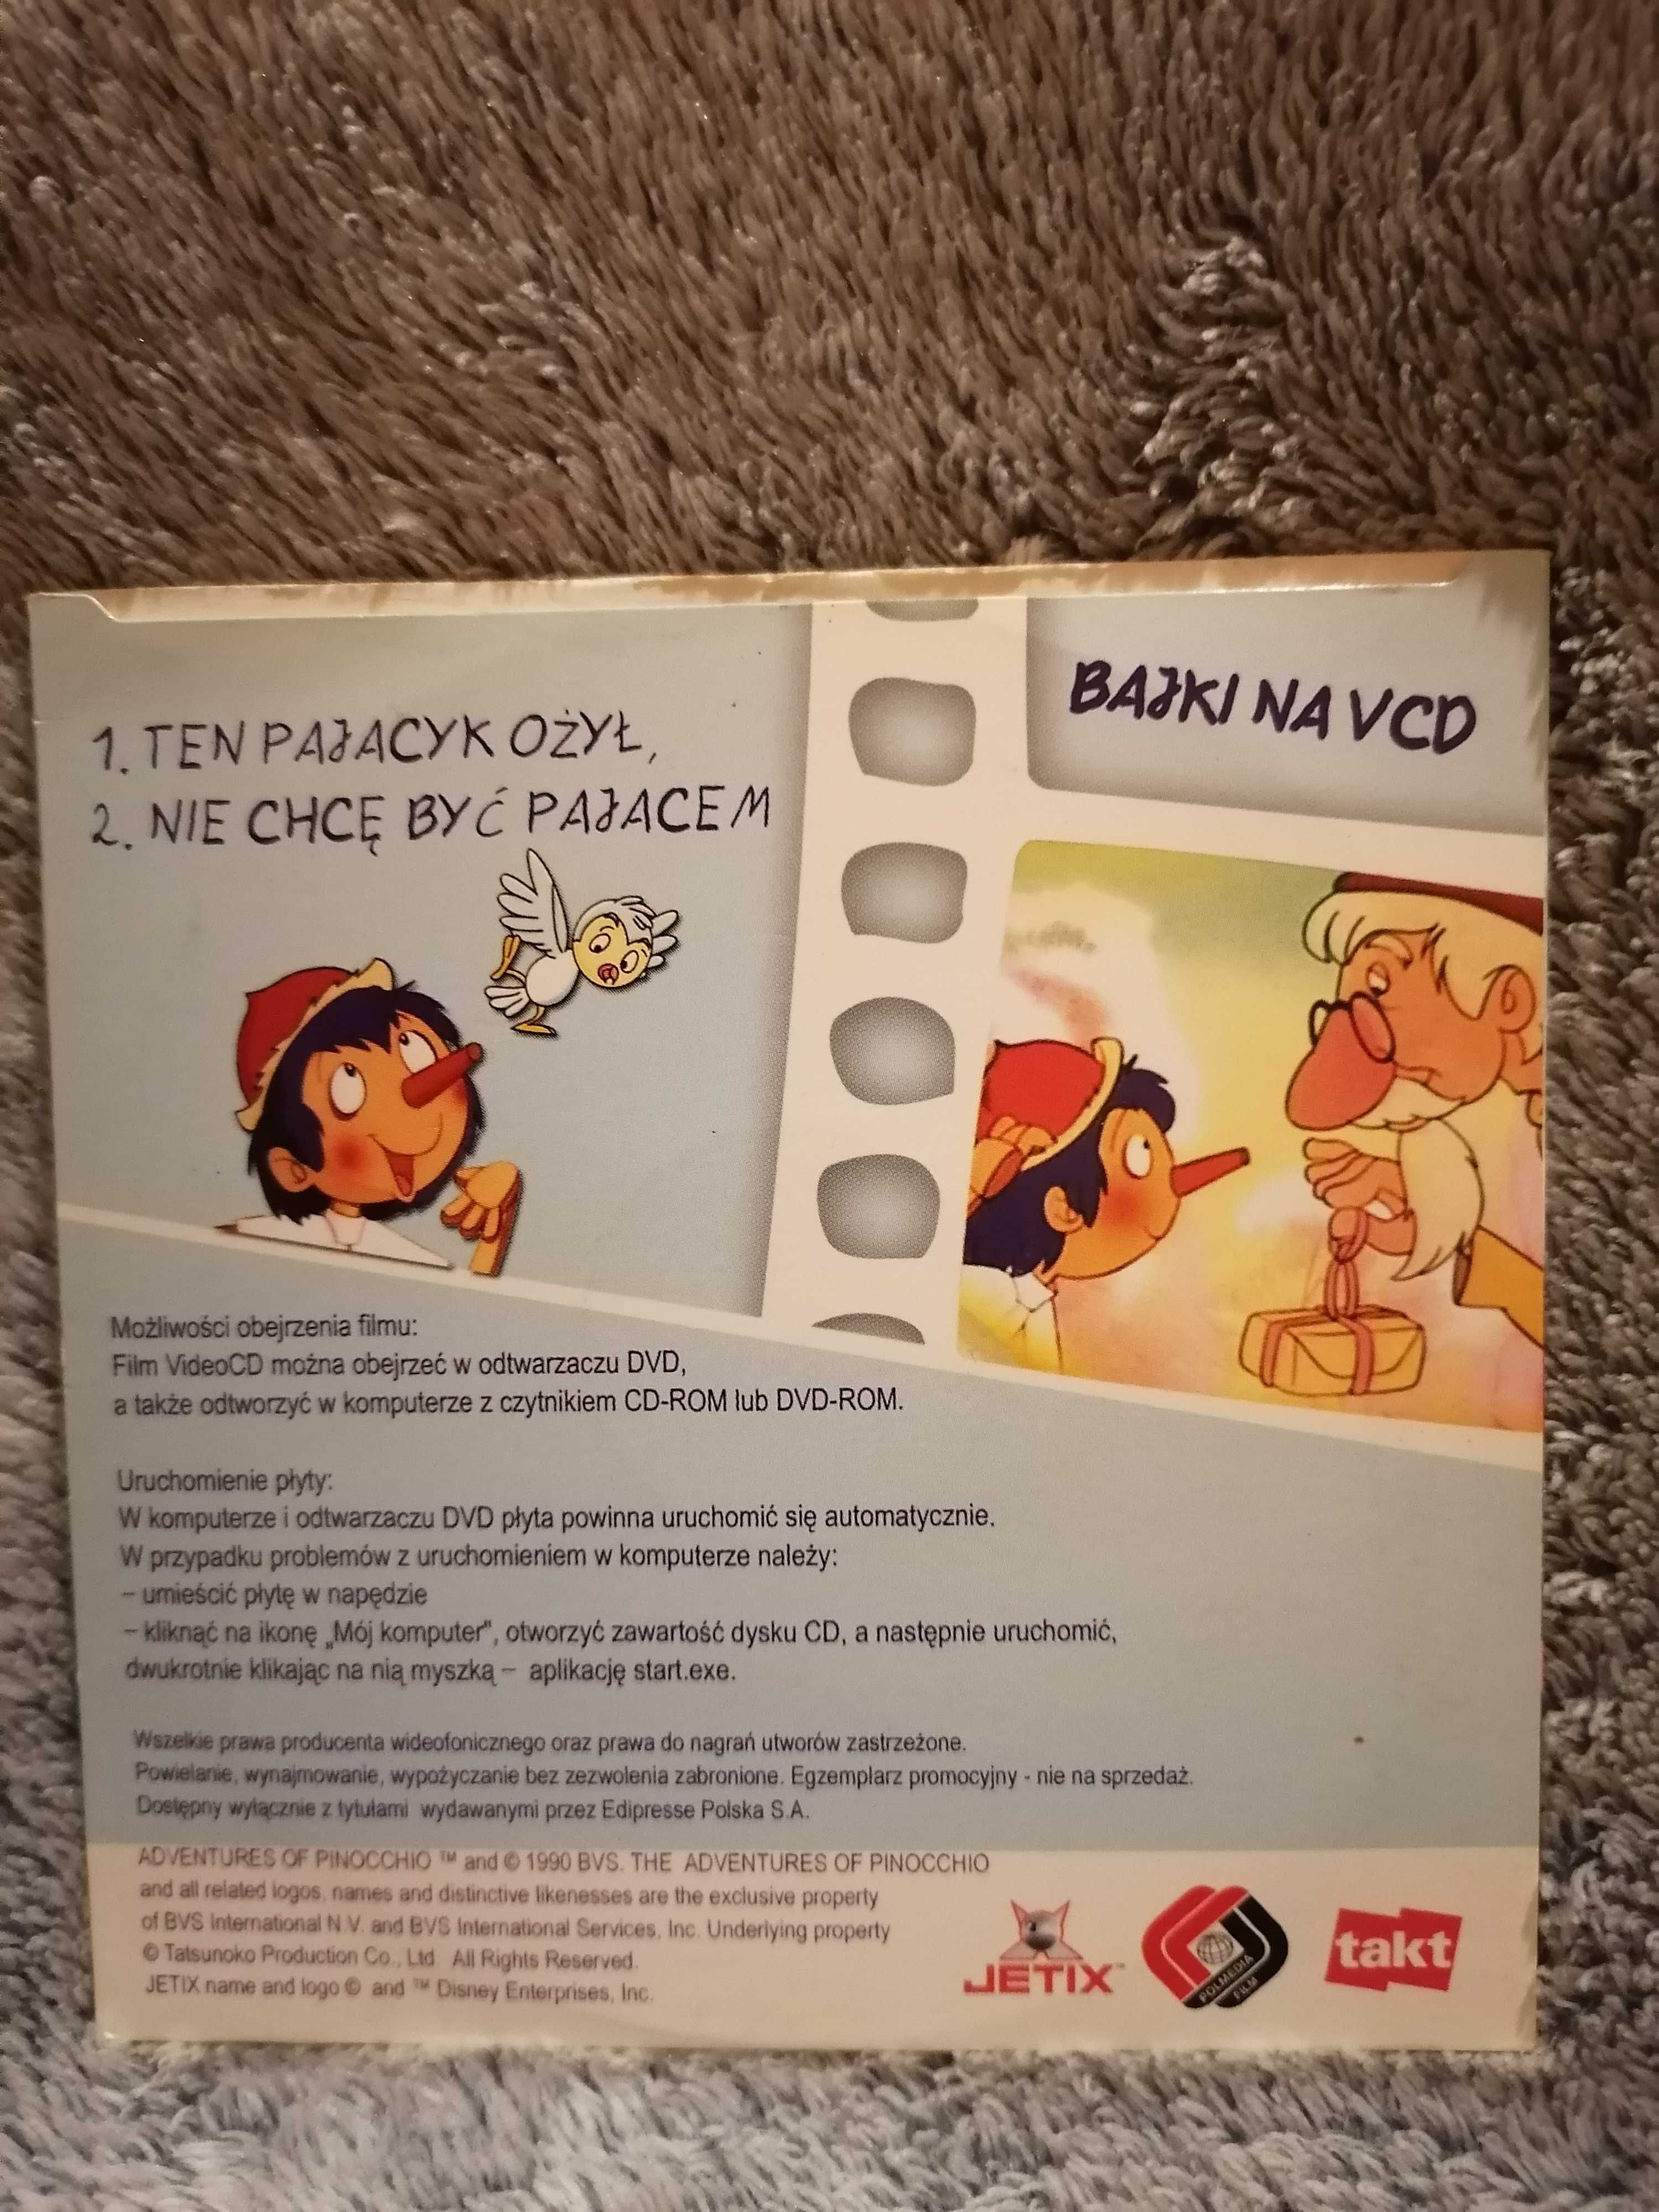 1. TEN PAJACYK OŻYŁ,
2. NIE CHCĘ BYĆ PAJACEM
BAJKI NA VCD
Możliwości obejrzenia filmu:
Film VideoCD można obejrzeć w odtwarzaczu DVD,
a także odtworzyć w komputerze z czytnikiem CD-ROM lub DVD-ROM.
Uruchomienie płyty:
W komputerze i odtwarzaczu DVD płyta powinna uruchomić się automatycznie.
W przypadku problemów z uruchomieniem w komputerze należy:
– umieścić płytę w napędzie
– kliknąć na ikonę „Mój komputer", otworzyć zawartość dysku CD, a następnie uruchomić,
dwukrotnie klikając na nią myszką – aplikację start.exe.
Wszelkie prawa producenta wideofonicznego oraz prawa do nagrań utworów zastrzeżone.
Powielanie, wynajmowanie, wypożyczanie bez zezwolenia zabronione. Egzemplarz promocyjny - nie na sprzedaż.
Dostępny wyłącznie z tytułami wydawanymi przez Edipresse Polska S.A.
ADVENTURES OF PINOCCHIO ™ and © 1990 BVS. THE ADVENTURES OF PINOCCHIO
and all related logos, names and distinctive likenesses are the exclusive property
of BVS International N.V. and BVS International Services, Inc. Underlying property
© Tatsunoko Production Co., Ltd All Rights Reserved.
JETIX name and logo © and ™ Disney Enterprises, Inc.
JETIX™
POLMEDIA
FILM
takt